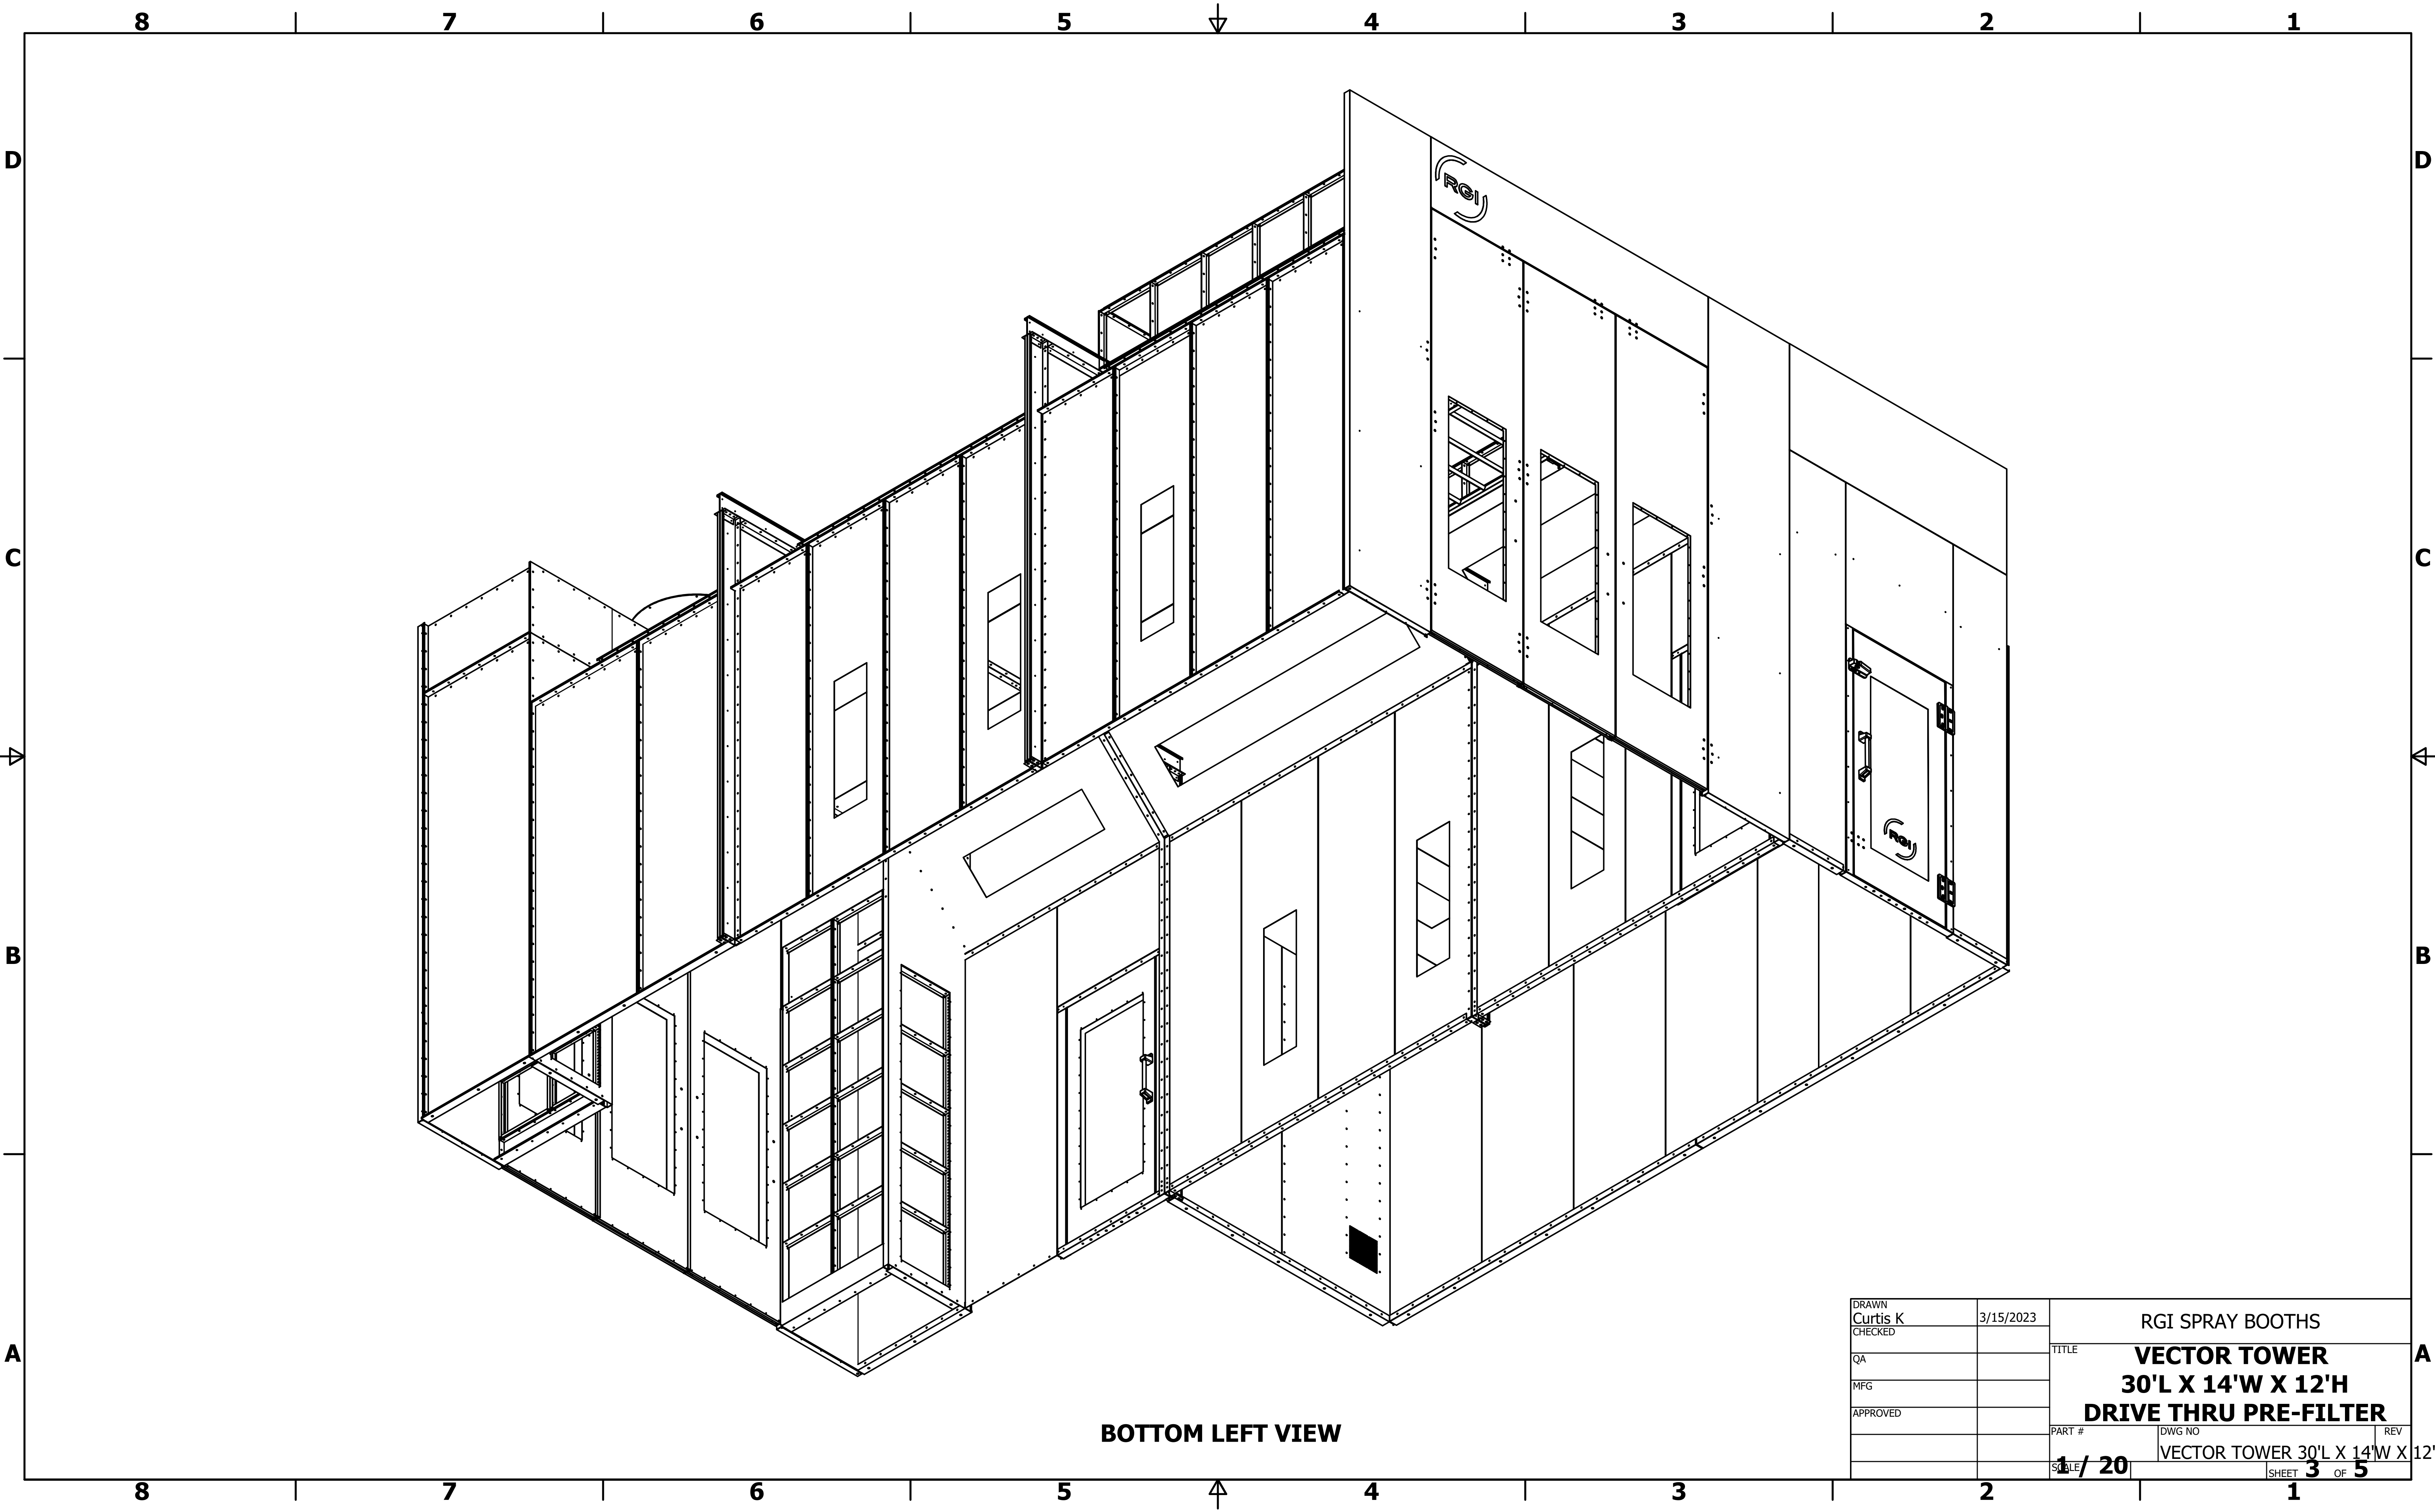 8 7 6 5 4 3 2 1
D D
RGI
C C
RGI
B B
A A
DRAWN
Curtis K
3/15/2023
CHECKED
QA
MFG
APPROVED
RGI SPRAY BOOTHS
TITLE
VECTOR TOWER
30'L X 14'W X 12'H
DRIVE THRU PRE-FILTER
PART #
DWG NO
REV
VECTOR TOWER 30'L X 14'W X 12'
SCALE
1 / 20
SHEET 3 OF 5
BOTTOM LEFT VIEW
8 7 6 5 4 3 2 1